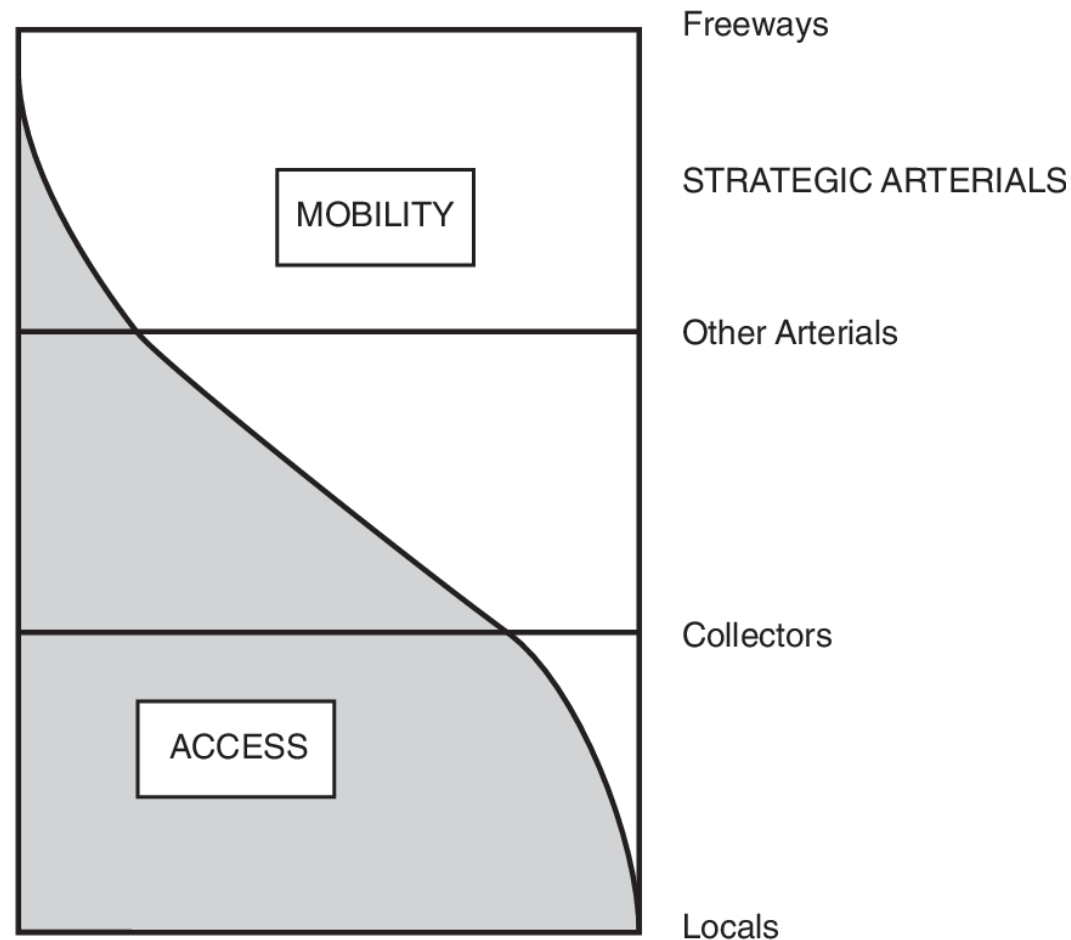 Freeways
STRATEGIC ARTERIALS
MOBILITY
Other Arterials
Collectors
ACCESS
Locals